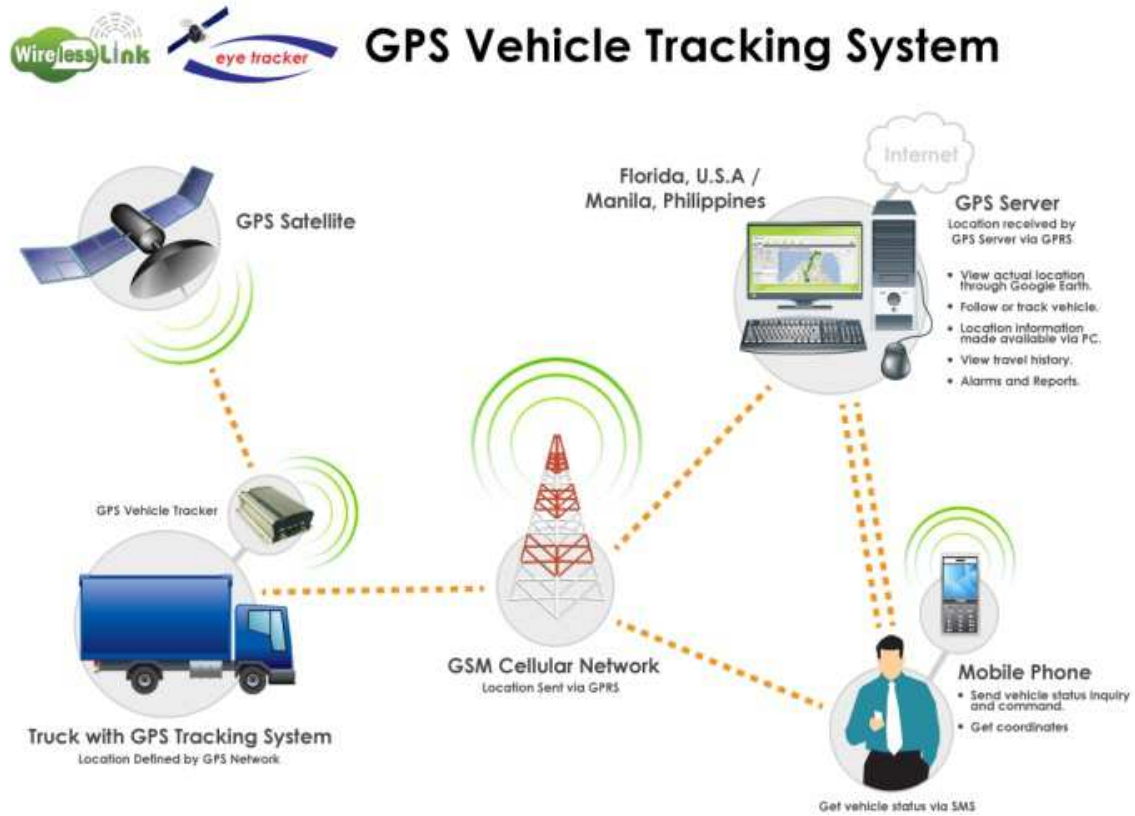 Wireless Link
eye tracker
GPS Vehicle Tracking System
GPS Satellite
Florida, U.S.A /
Manila, Philippines
Internet
GPS Server
Location received by
GPS Server via GPRS
• View actual location
through Google Earth.
• Follow or track vehicle.
• Location information
made available via PC.
• View travel history.
• Alarms and Reports.
GPS Vehicle Tracker
GSM Cellular Network
Location Sent via GPRS
Mobile Phone
• Send vehicle status inquiry
and command.
• Get coordinates
Truck with GPS Tracking System
Location Defined by GPS Network
Get vehicle status via SMS